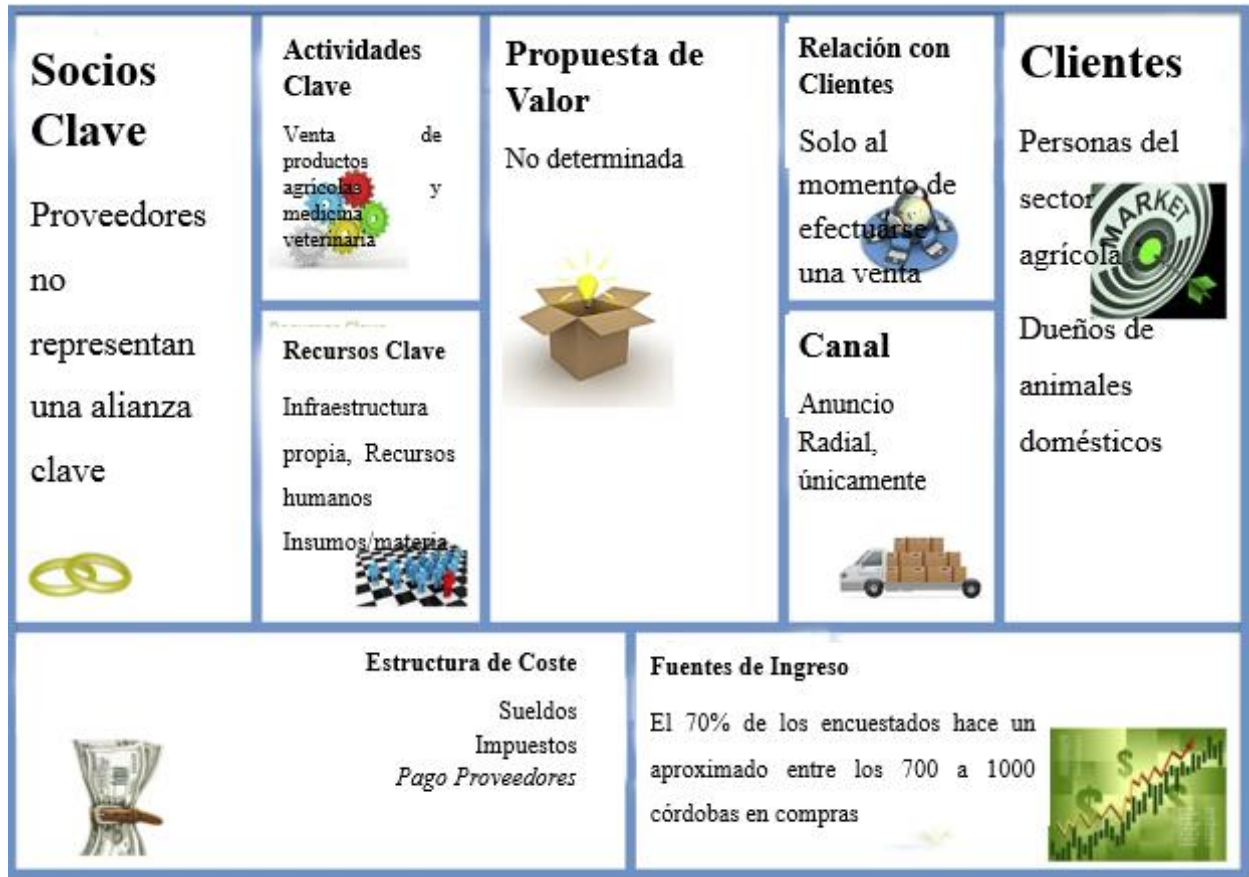 Socios
Clave
Proveedores
no
representan
una alianza
clave
Actividades
Clave
Venta de
productos
agrícolas y
medicina
veterinaria
Recursos Clave
Infraestructura
propia, Recursos
humanos
Insumos/materia
Propuesta de
Valor
No determinada
Relación con
Clientes
Solo al
momento de
efectuarse
una venta
Canal
Anuncio
Radial,
únicamente
Clientes
Personas del
sector
agrícola
Dueños de
animales
domésticos
MARKET
Estructura de Coste
Sueldos
Impuestos
Pago Proveedores
Fuentes de Ingreso
El 70% de los encuestados hace un
aproximado entre los 700 a 1000
córdobas en compras
$
$